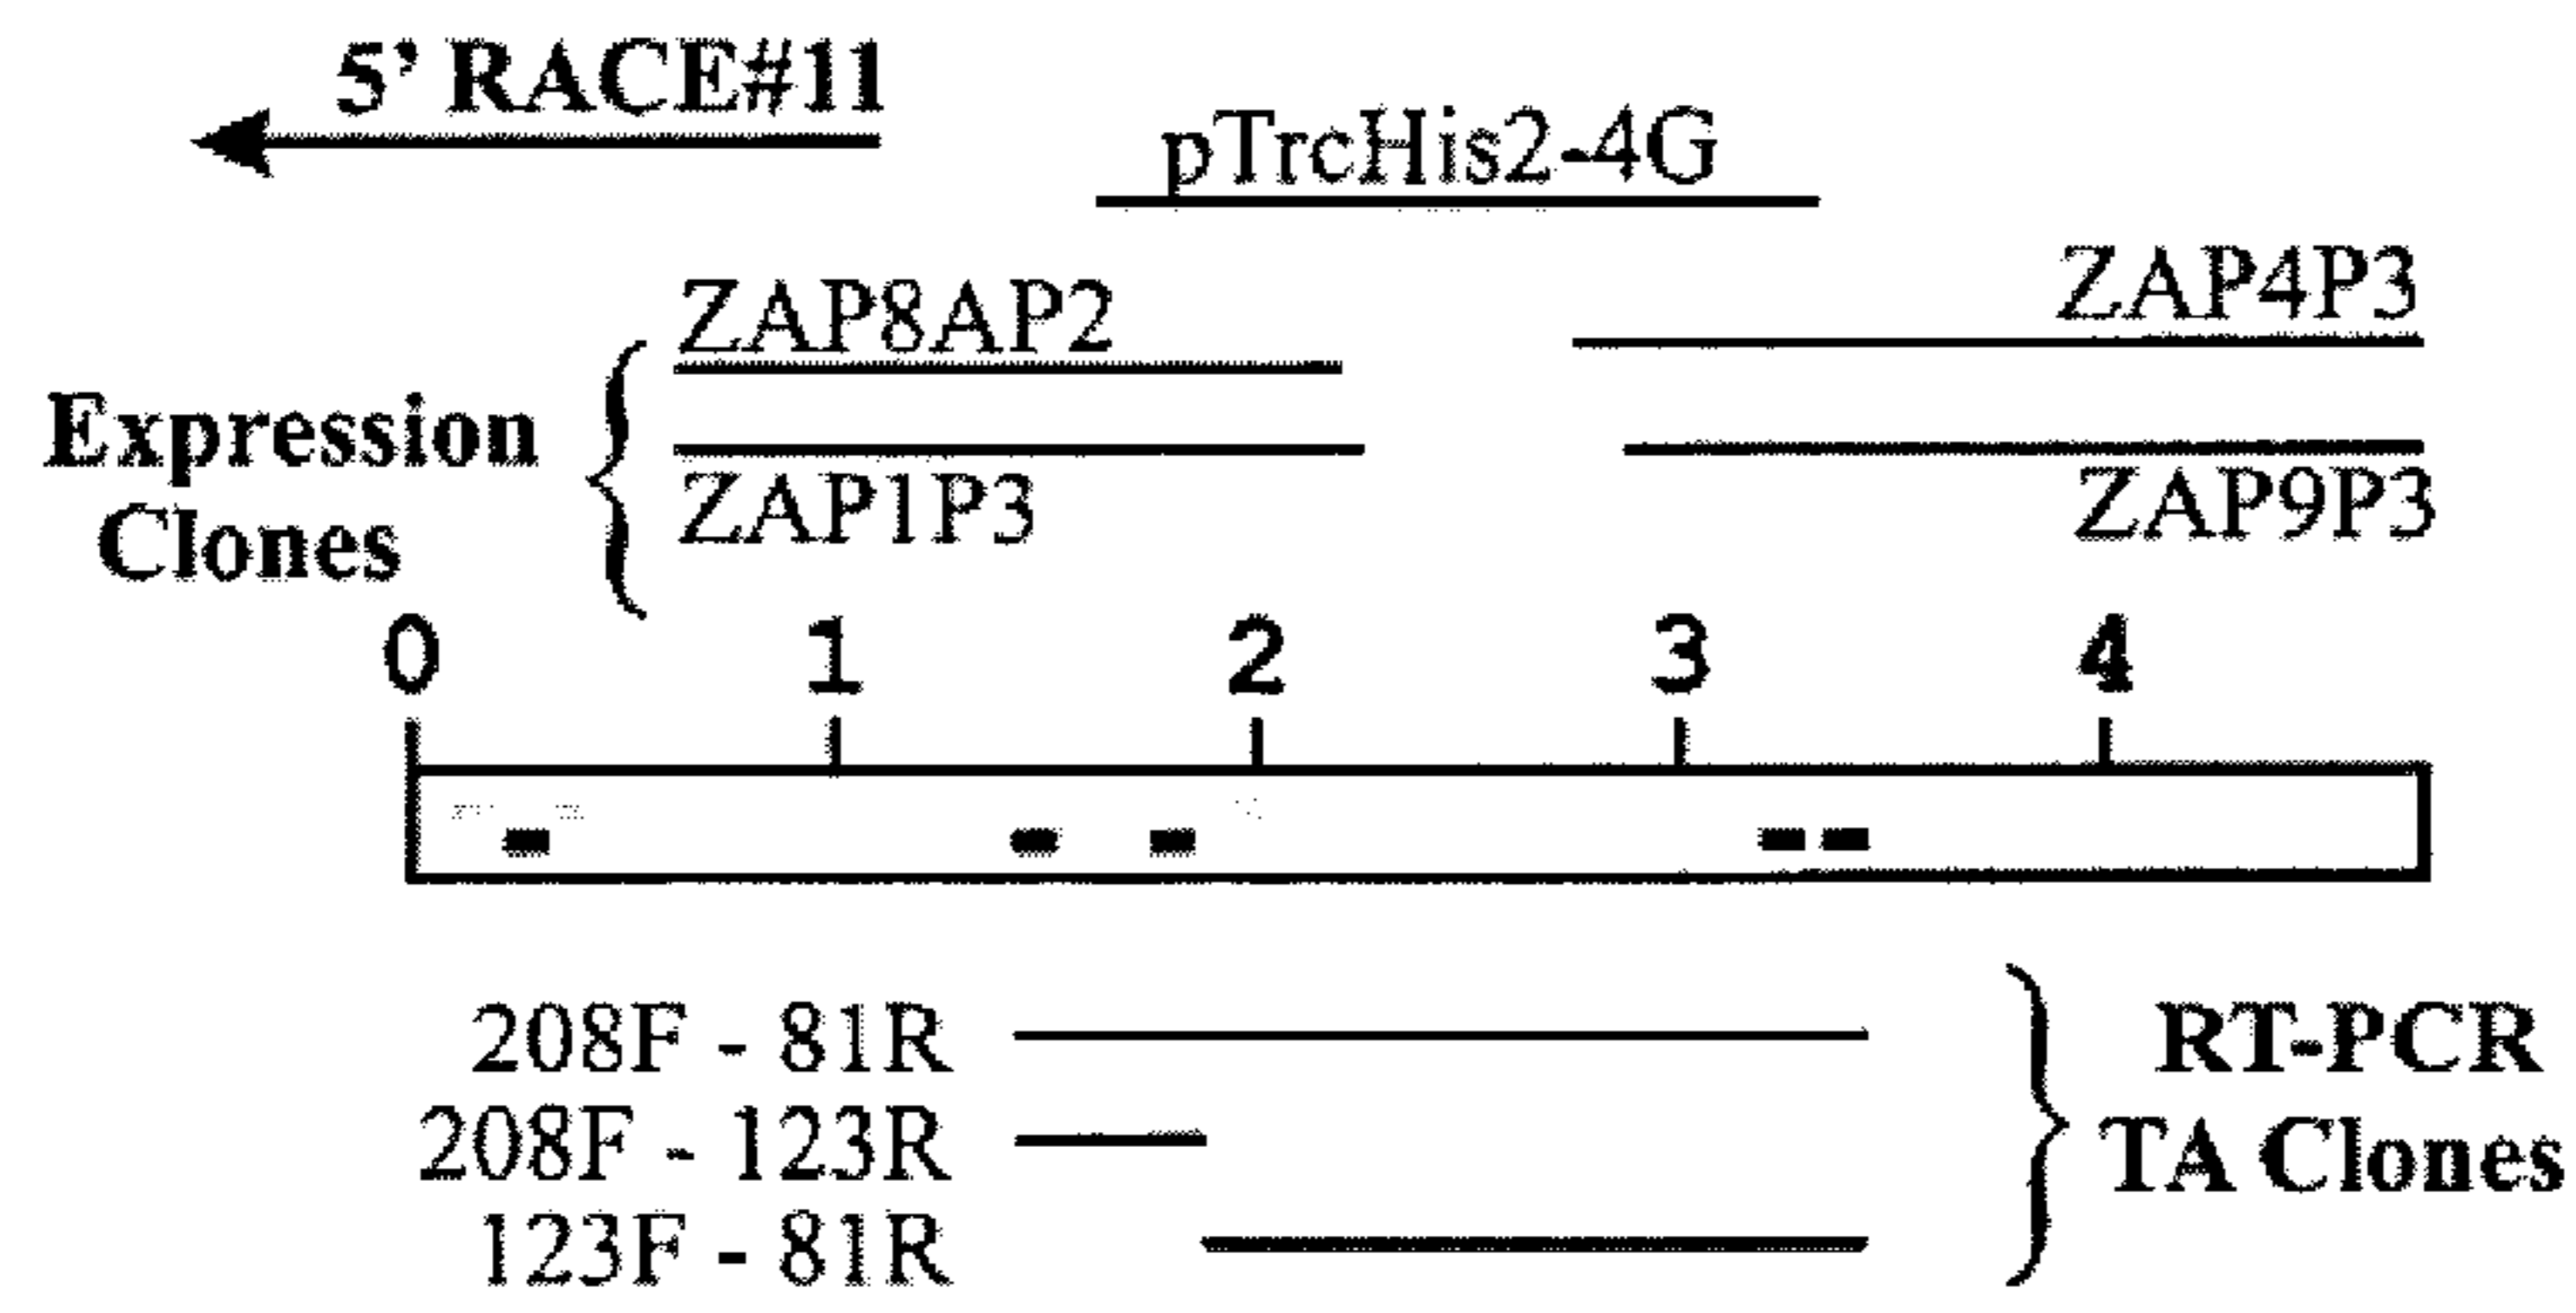 5' RACE#11
pTrcHis2-4G
ZAP8AP2
ZAP4P3
Expression
Clones
ZAP1P3
ZAP9P3
0 1 2 3 4
208F - 81R
208F - 123R
123F - 81R
RT-PCR
TA Clones